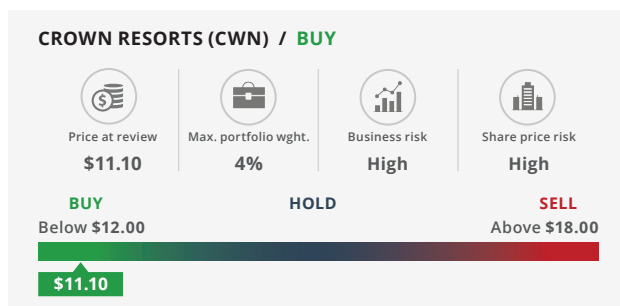 CROWN RESORTS (CWN) / BUY
Price at review Max. portfolio wght. Business risk Share price risk
$11.10 4% High High
BUY HOLD SELL
Below $12.00 Above $18.00
$11.10